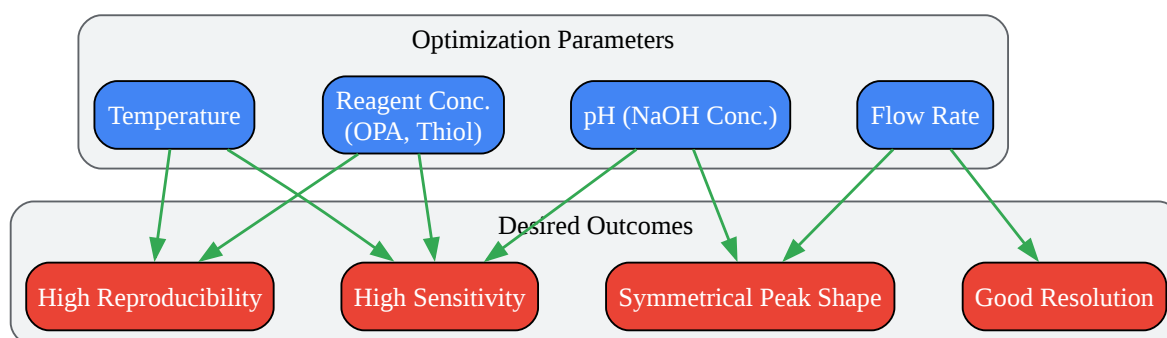 Optimization Parameters
Temperature
Reagent Conc.
(OPA, Thiol)
pH (NaOH Conc.)
Flow Rate
Desired Outcomes
High Reproducibility
High Sensitivity
Symmetrical Peak Shape
Good Resolution